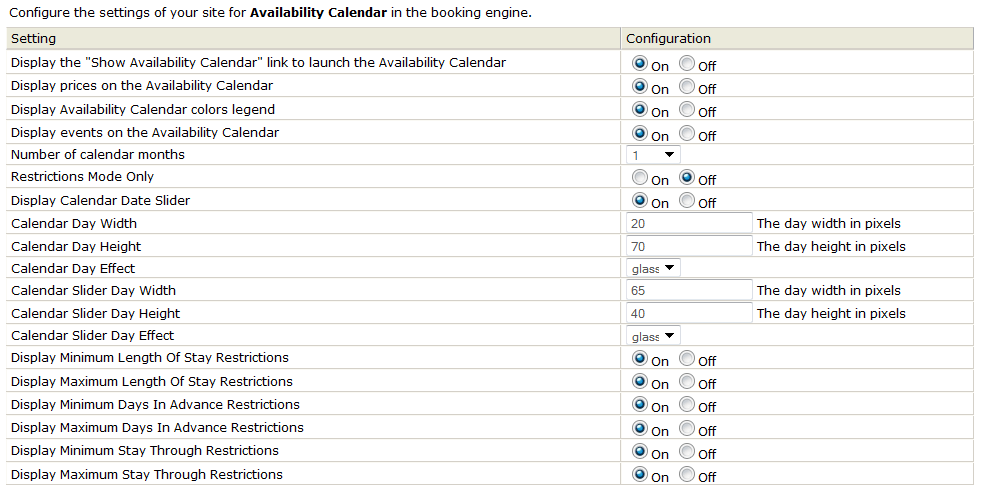 Configure the settings of your site for Availability Calendar in the booking engine.
Setting Configuration
Display the "Show Availability Calendar" link to launch the Availability Calendar On Off
Display prices on the Availability Calendar On Off
Display Availability Calendar colors legend On Off
Display events on the Availability Calendar On Off
Number of calendar months 1
Restrictions Mode Only On Off
Display Calendar Date Slider On Off
Calendar Day Width 20 The day width in pixels
Calendar Day Height 70 The day height in pixels
Calendar Day Effect glass
Calendar Slider Day Width 65 The day width in pixels
Calendar Slider Day Height 40 The day height in pixels
Calendar Slider Day Effect glass
Display Minimum Length Of Stay Restrictions On Off
Display Maximum Length Of Stay Restrictions On Off
Display Minimum Days In Advance Restrictions On Off
Display Maximum Days In Advance Restrictions On Off
Display Minimum Stay Through Restrictions On Off
Display Maximum Stay Through Restrictions On Off